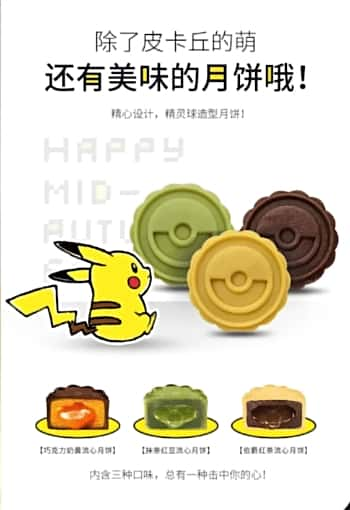 除了皮卡丘的萌
还有美味的月饼哦！
精心设计，精灵球造型月饼！
HAPPY
MID-
AUTU
【巧克力奶黄流心月饼】
【抹茶红豆流心月饼】
【伯爵红茶流心月饼】
内含三种口味，总有一种击中你的心！